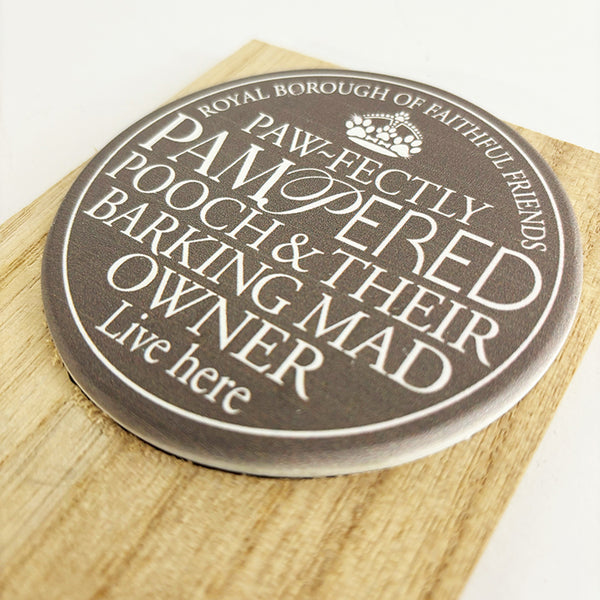 ROYAL BOROUGH OF FAITHFUL FRIENDS
PAW-FECTLY
PAMPERED
POOCH & THEIR
BARKING MAD
OWNER
Live here